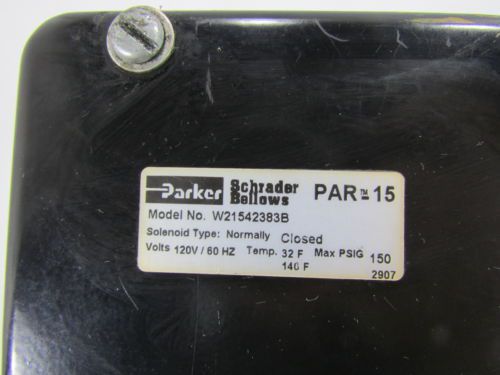 Parker Schrader Bellows PAR™-15
Model No. W21542383B
Solenoid Type: Normally Closed
Volts 120V / 60 HZ Temp. 32 F Max PSIG 150
140 F 2907